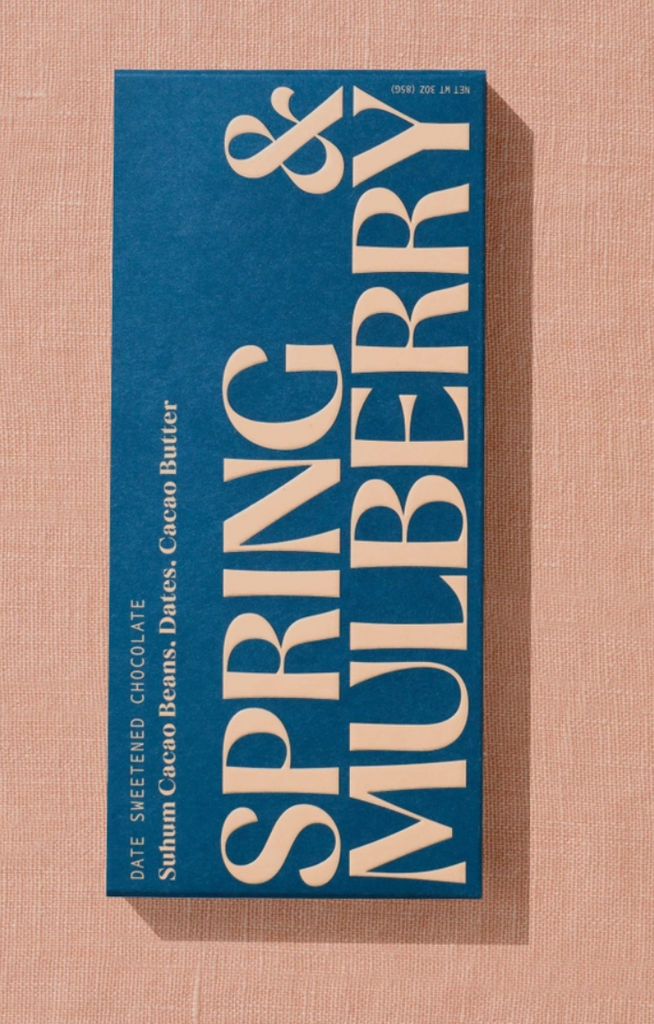 DATE SWEETENED CHOCOLATE
Suhum Cacao Beans. Dates. Cacao Butter
SPRING &
MULBERRY
NET WT 3OZ (85G)